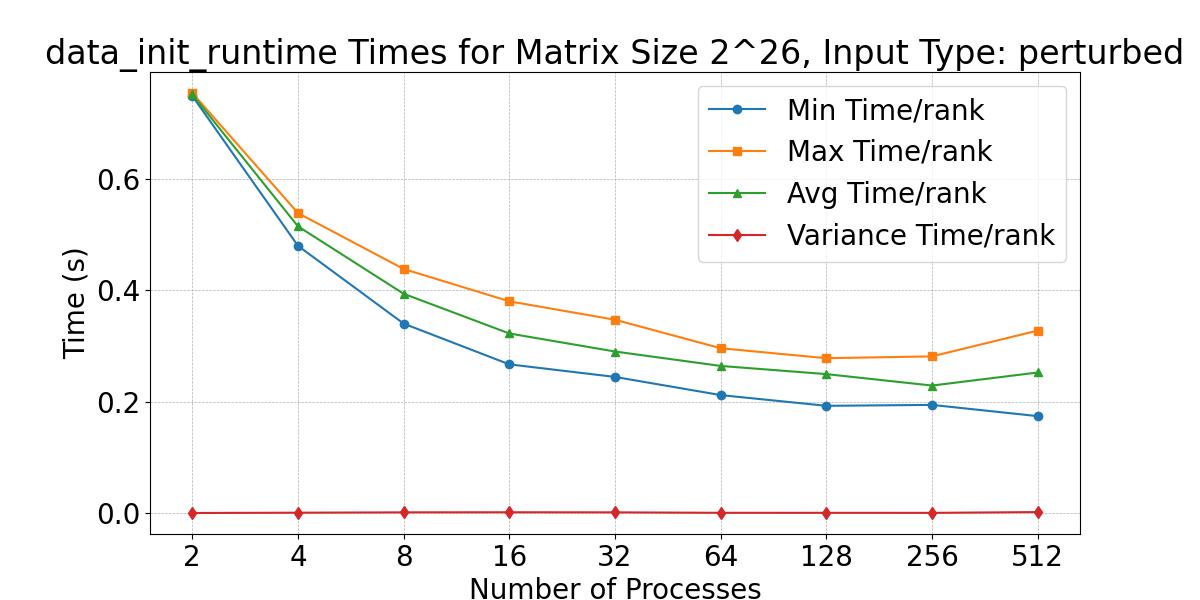 data_init_runtime Times for Matrix Size 2^26, Input Type: perturbed
Min Time/rank
Max Time/rank
Avg Time/rank
Variance Time/rank
Time (s)
0.6
0.4
0.2
0.0
2 4 8 16 32 64 128 256 512
Number of Processes